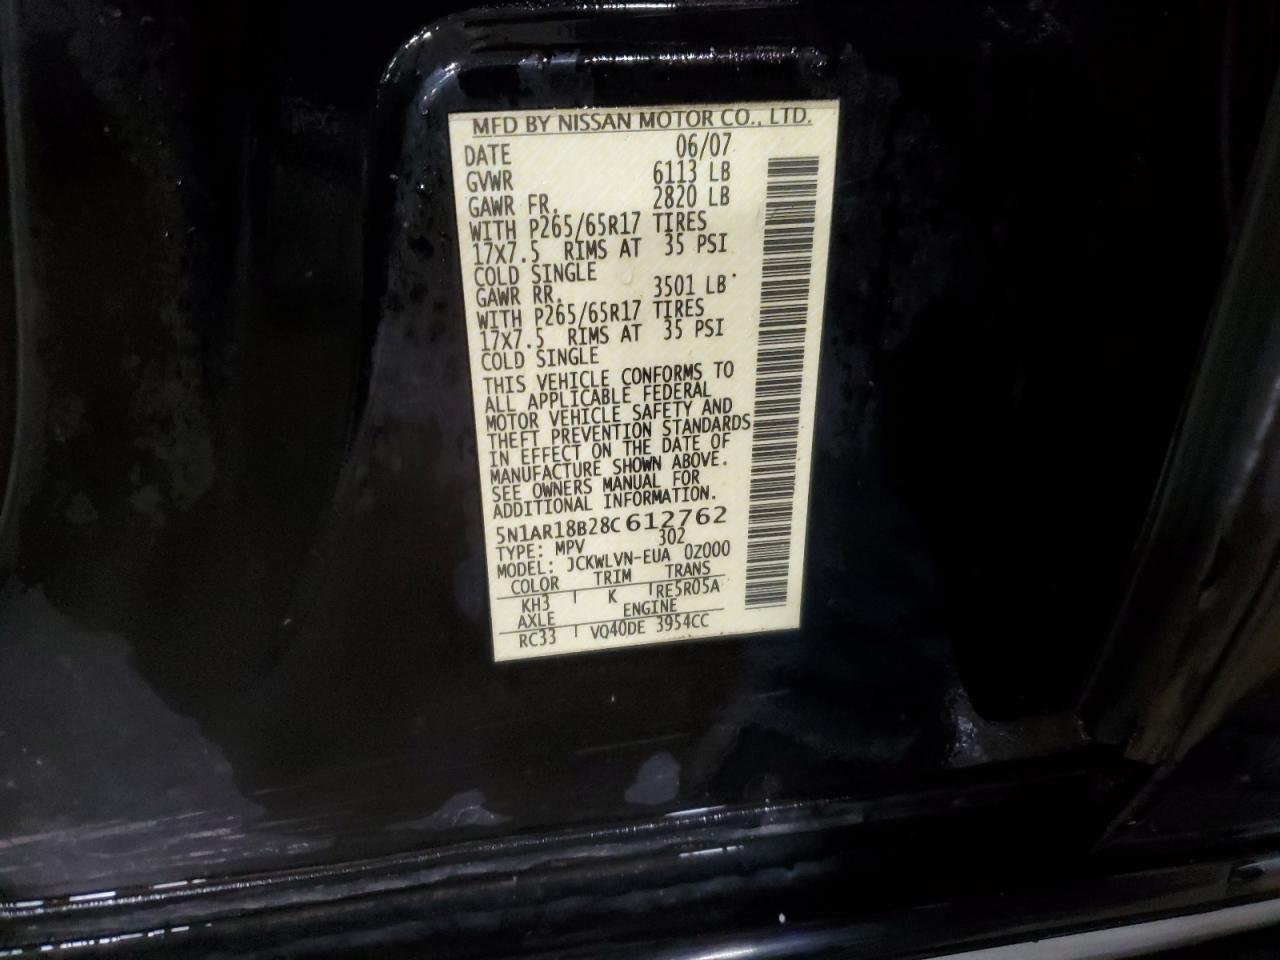 MFD BY NISSAN MOTOR CO., LTD.
DATE 06/07
GVWR 6113 LB
GAWR FR. 2820 LB
WITH P265/65R17 TIRES
17X7.5 RIMS AT 35 PSI
COLD SINGLE
GAWR RR. 3501 LB
WITH P265/65R17 TIRES
17X7.5 RIMS AT 35 PSI
COLD SINGLE
THIS VEHICLE CONFORMS TO
ALL APPLICABLE FEDERAL
MOTOR VEHICLE SAFETY AND
THEFT PREVENTION STANDARDS
IN EFFECT ON THE DATE OF
MANUFACTURE SHOWN ABOVE.
SEE OWNERS MANUAL FOR
ADDITIONAL INFORMATION.
5N1AR18B28C612762
TYPE: MPV 302
MODEL: JCKWLVN-EUA 0Z000
COLOR TRIM TRANS
KH3 K RE5R05A
AXLE ENGINE
RC33 VQ40DE 3954CC